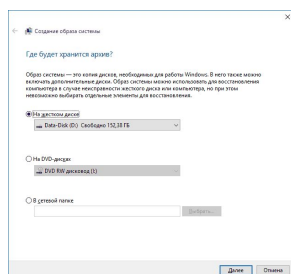 Создание образа системы
Где будет хранится архив?
Образ системы — это копия дисков, необходимых для работы Windows. В него также можно
включать дополнительные диски. Образ системы можно использовать для восстановления
компьютера в случае неисправности жесткого диска или компьютера, но при этом
невозможно выбирать отдельные элементы для восстановления.
На жестком диске
Data-Disk (D:) Свободно 152,38 ГБ
На DVD-дисках
DVD RW дисковод (I:)
В сетевой папке
Выбрать...
Далее
Отмена